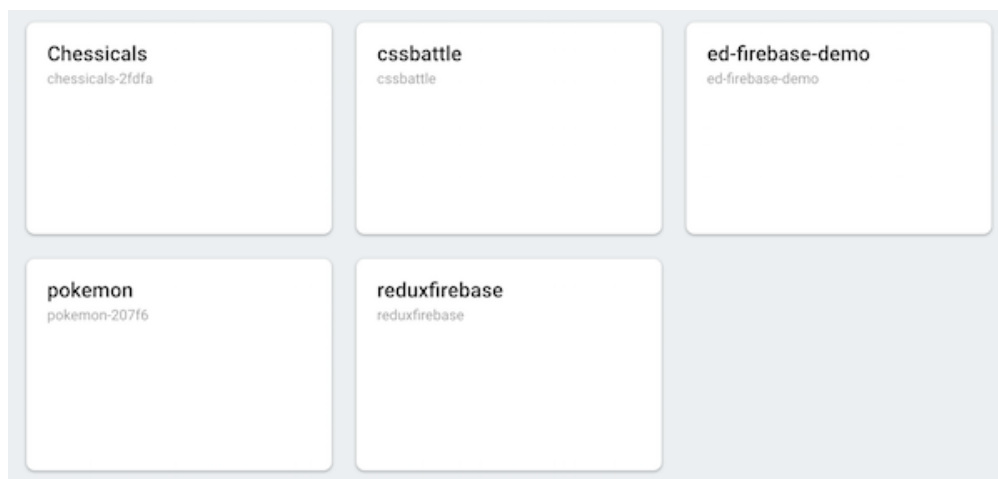 Chessicals
chessicals-2fdfa
cssbattle
cssbattle
ed-firebase-demo
ed-firebase-demo
pokemon
pokemon-207f6
reduxfirebase
reduxfirebase